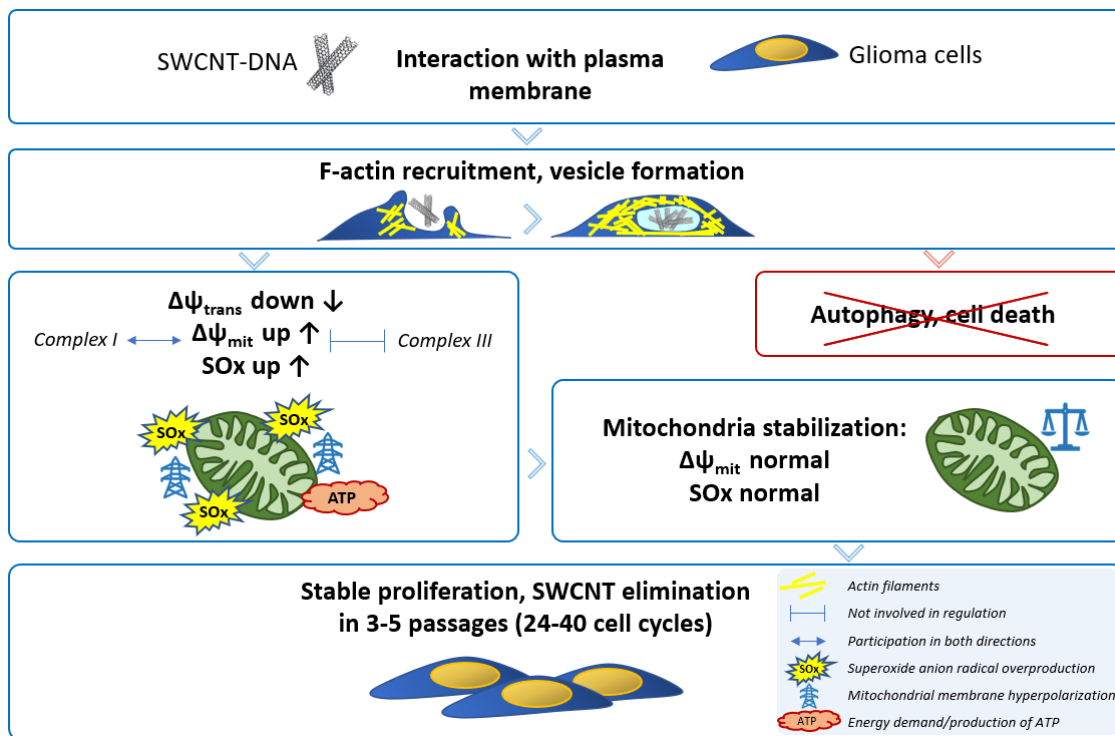 SWCNT-DNA
Interaction with plasma
membrane
Glioma cells
F-actin recruitment, vesicle formation
Δψtrans down ↓
Complex I
Δψmit up ↑
Complex III
SOx up ↑
SOx
SOx
SOx
ATP
Autophagy, cell death
Mitochondria stabilization:
Δψmit normal
SOx normal
Stable proliferation, SWCNT elimination
in 3-5 passages (24-40 cell cycles)
Actin filaments
Not involved in regulation
Participation in both directions
SOx Superoxide anion radical overproduction
Mitochondrial membrane hyperpolarization
ATP Energy demand/production of ATP